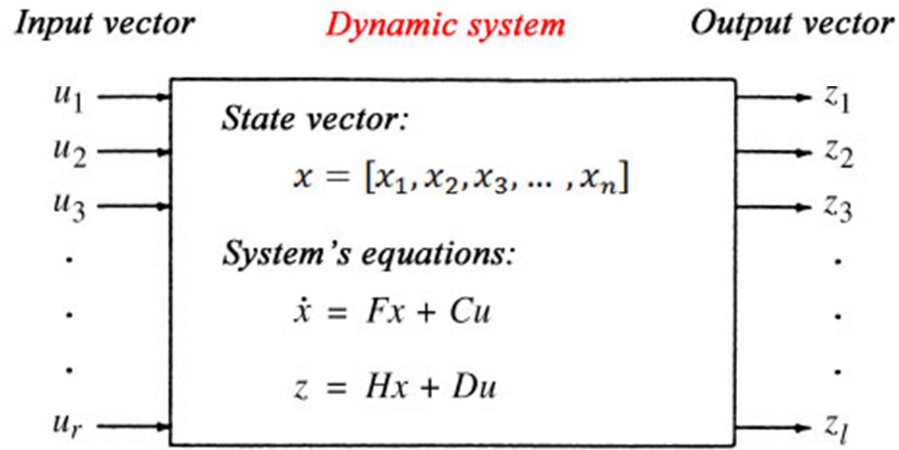 Input vector Dynamic system Output vector
u₁ z₁
State vector:
u₂ z₂
x = [x₁, x₂, x₃, ... , xₙ]
u₃ z₃
System's equations:
ẋ = Fx + Cu
z = Hx + Du
uᵣ zₗ